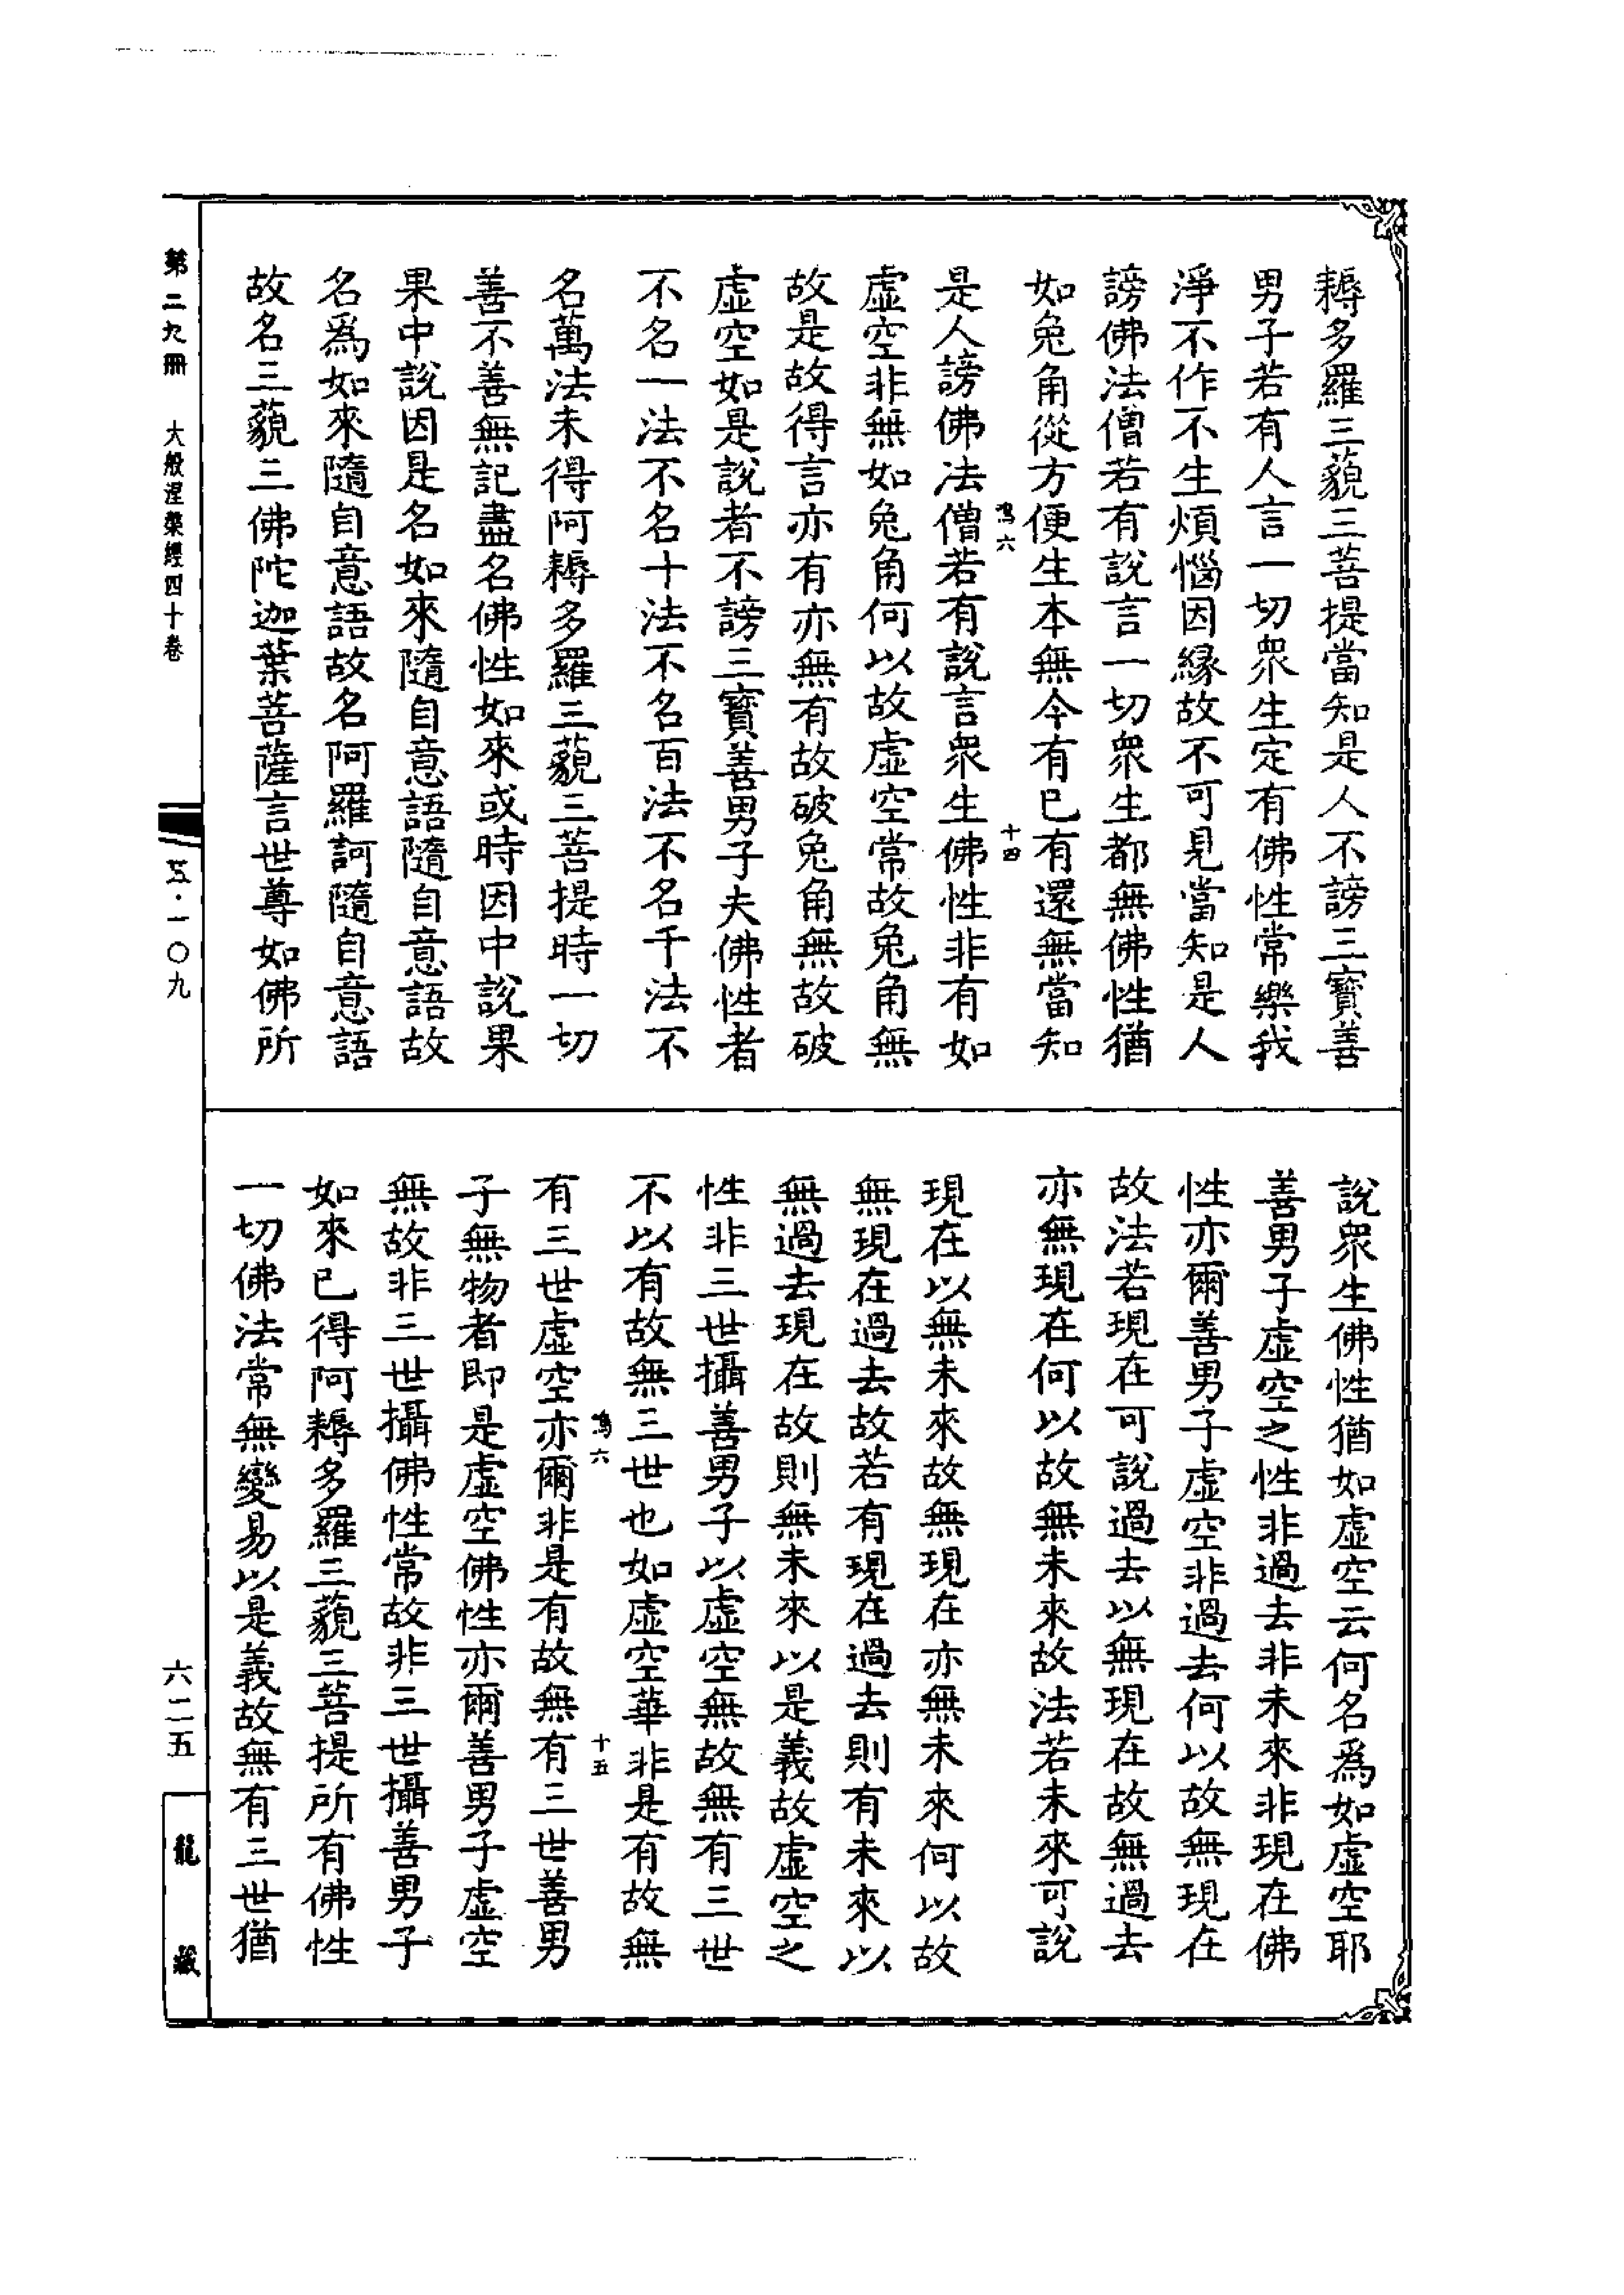 耨多羅三藐三菩提當知是人不謗三寶善
男子若有人言一切眾生定有佛性常樂我
淨不作不生煩惱因緣故不可見當知是人
謗佛法僧若有說言一切眾生都無佛性猶
如兔角從方便生本無今有已有還無當知
鳴六
十四
是人謗佛法僧若有說言眾生佛性非有如
虛空非無如兔角何以故虛空常故兔角無
故是故得言亦有亦無有故破兔角無故破
虛空如是說者不謗三寶善男子夫佛性者
不名一法不名十法不名百法不名千法不
名萬法未得阿耨多羅三藐三菩提時一切
善不善無記盡名佛性如來或時因中說果
果中說因是名如來隨自意語隨自意語故
名爲如來隨自意語故名阿羅訶隨自意語
故名三藐三佛陀迦葉菩薩言世尊如佛所
說眾生佛性猶如虛空云何名爲如虛空耶
善男子虛空之性非過去非未來非現在佛
性亦爾善男子虛空非過去何以故無現在
故法若現在可說過去以無現在故無過去
亦無現在何以故無未來故法若未來可說
現在以無未來故無現在亦無未來何以故
無現在過去故若有現在過去則有未來以
無過去現在故則無未來以是義故虛空之
性非三世攝善男子以虛空無故無有三世
不以有故無三世也如虛空華非是有故無
鳴六
十五
有三世虛空亦爾非是有故無有三世善男
子無物者即是虛空佛性亦爾善男子虛空
無故非三世攝佛性常故非三世攝善男子
如來已得阿耨多羅三藐三菩提所有佛性
一切佛法常無變易以是義故無有三世猶
第二九冊
大般涅槃經四十卷
五·一〇九
六二五
龍藏